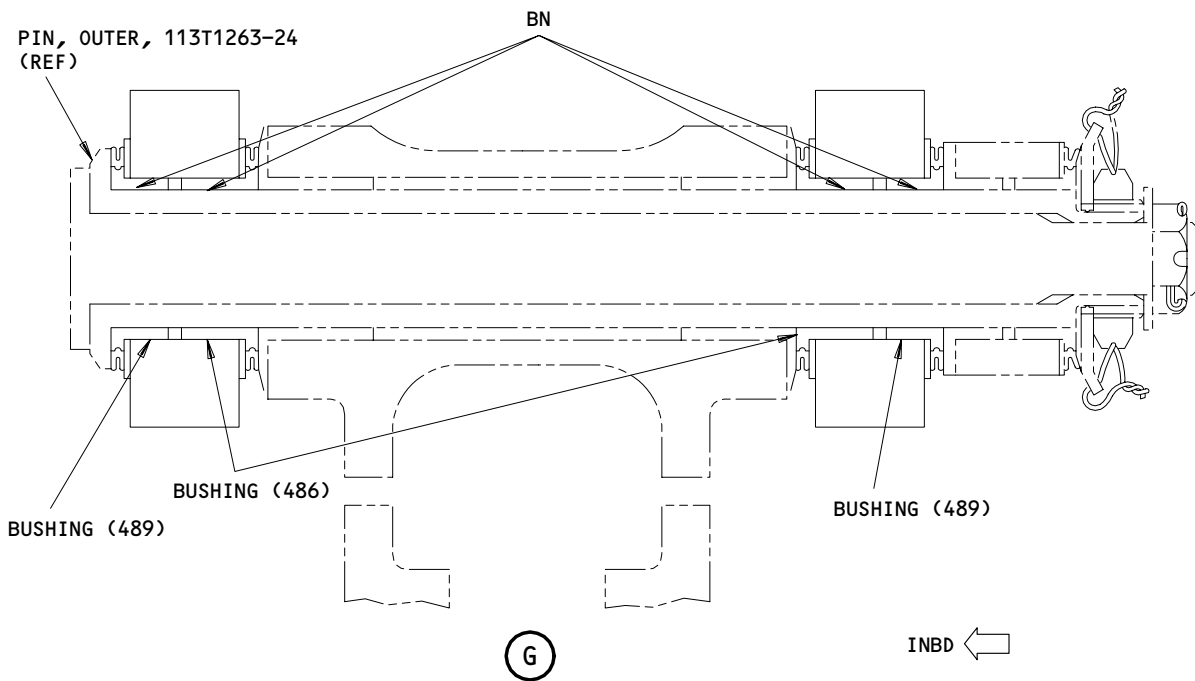 BN
PIN, OUTER, 113T1263-24
(REF)
BUSHING (486)
BUSHING (489)
BUSHING (489)
G
INBD